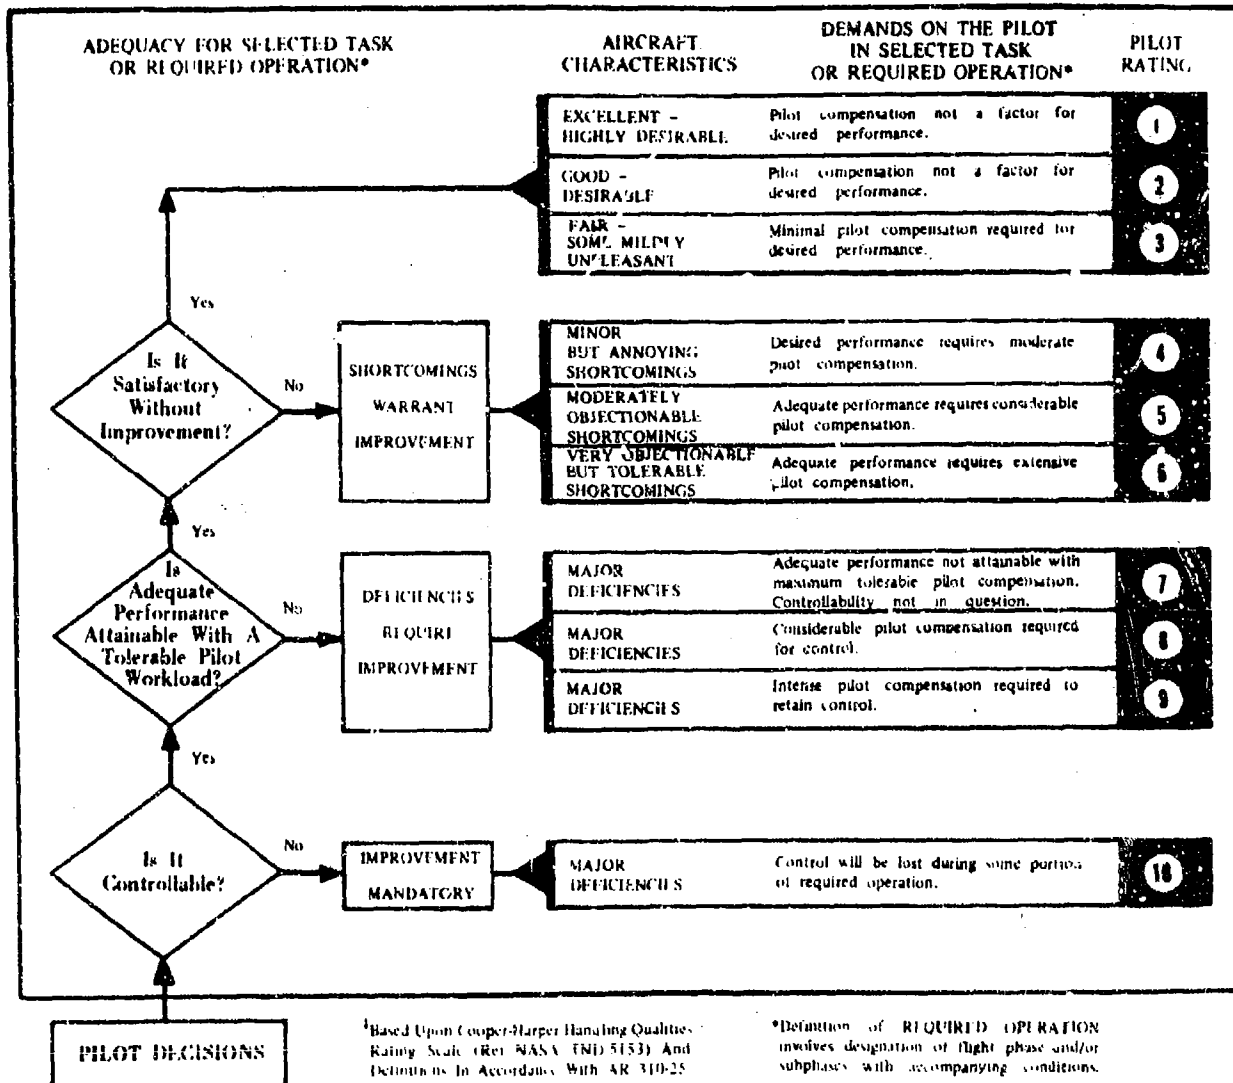 ADEQUACY FOR SELECTED TASK
OR REQUIRED OPERATION*
AIRCRAFT
CHARACTERISTICS
DEMANDS ON THE PILOT
IN SELECTED TASK
OR REQUIRED OPERATION*
PILOT
RATING
EXCELLENT -
HIGHLY DESIRABLE
Pilot compensation not a factor for
desired performance.
1
GOOD -
DESIRABLE
Pilot compensation not a factor for
desired performance.
2
FAIR -
SOME MILDLY
UNPLEASANT
Minimal pilot compensation required for
desired performance.
3
Yes
Is It
Satisfactory
Without
Improvement?
No
SHORTCOMINGS
WARRANT
IMPROVEMENT
MINOR
BUT ANNOYING
SHORTCOMINGS
Desired performance requires moderate
pilot compensation.
4
MODERATELY
OBJECTIONABLE
SHORTCOMINGS
Adequate performance requires considerable
pilot compensation.
5
VERY OBJECTIONABLE
BUT TOLERABLE
SHORTCOMINGS
Adequate performance requires extensive
pilot compensation.
6
Yes
Is
Adequate
Performance
Attainable With A
Tolerable Pilot
Workload?
No
DEFICIENCIES
REQUIRE
IMPROVEMENT
MAJOR
DEFICIENCIES
Adequate performance not attainable with
maximum tolerable pilot compensation.
Controllability not in question.
7
MAJOR
DEFICIENCIES
Considerable pilot compensation required
for control.
8
MAJOR
DEFICIENCIES
Intense pilot compensation required to
retain control.
9
Yes
Is It
Controllable?
No
IMPROVEMENT
MANDATORY
MAJOR
DEFICIENCIES
Control will be lost during some portion
of required operation.
10
PILOT DECISIONS
Based Upon Cooper-Harper Handling Qualities
Rating Scale (Ref NASA TND-5153) And
Definitions In Accordance With AR 310-25
*Definition of REQUIRED OPERATION
involves designation of flight phase and/or
subphases with accompanying conditions.